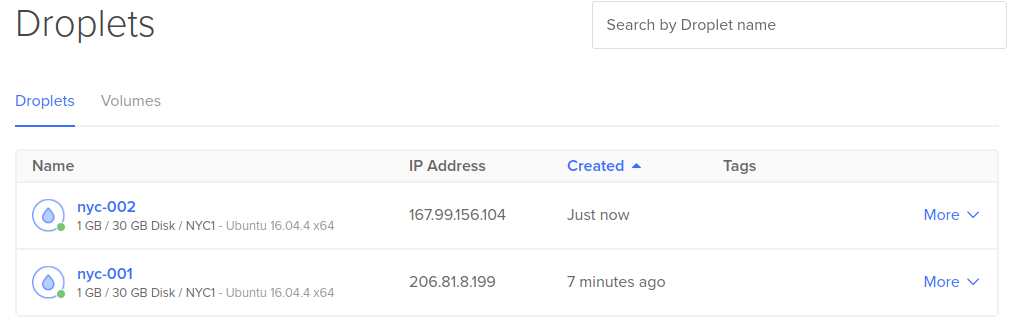 Droplets
Search by Droplet name
Droplets Volumes
Name IP Address Created Tags
nyc-002
1 GB / 30 GB Disk / NYC1 - Ubuntu 16.04.4 x64
167.99.156.104 Just now More
nyc-001
1 GB / 30 GB Disk / NYC1 - Ubuntu 16.04.4 x64
206.81.8.199 7 minutes ago More